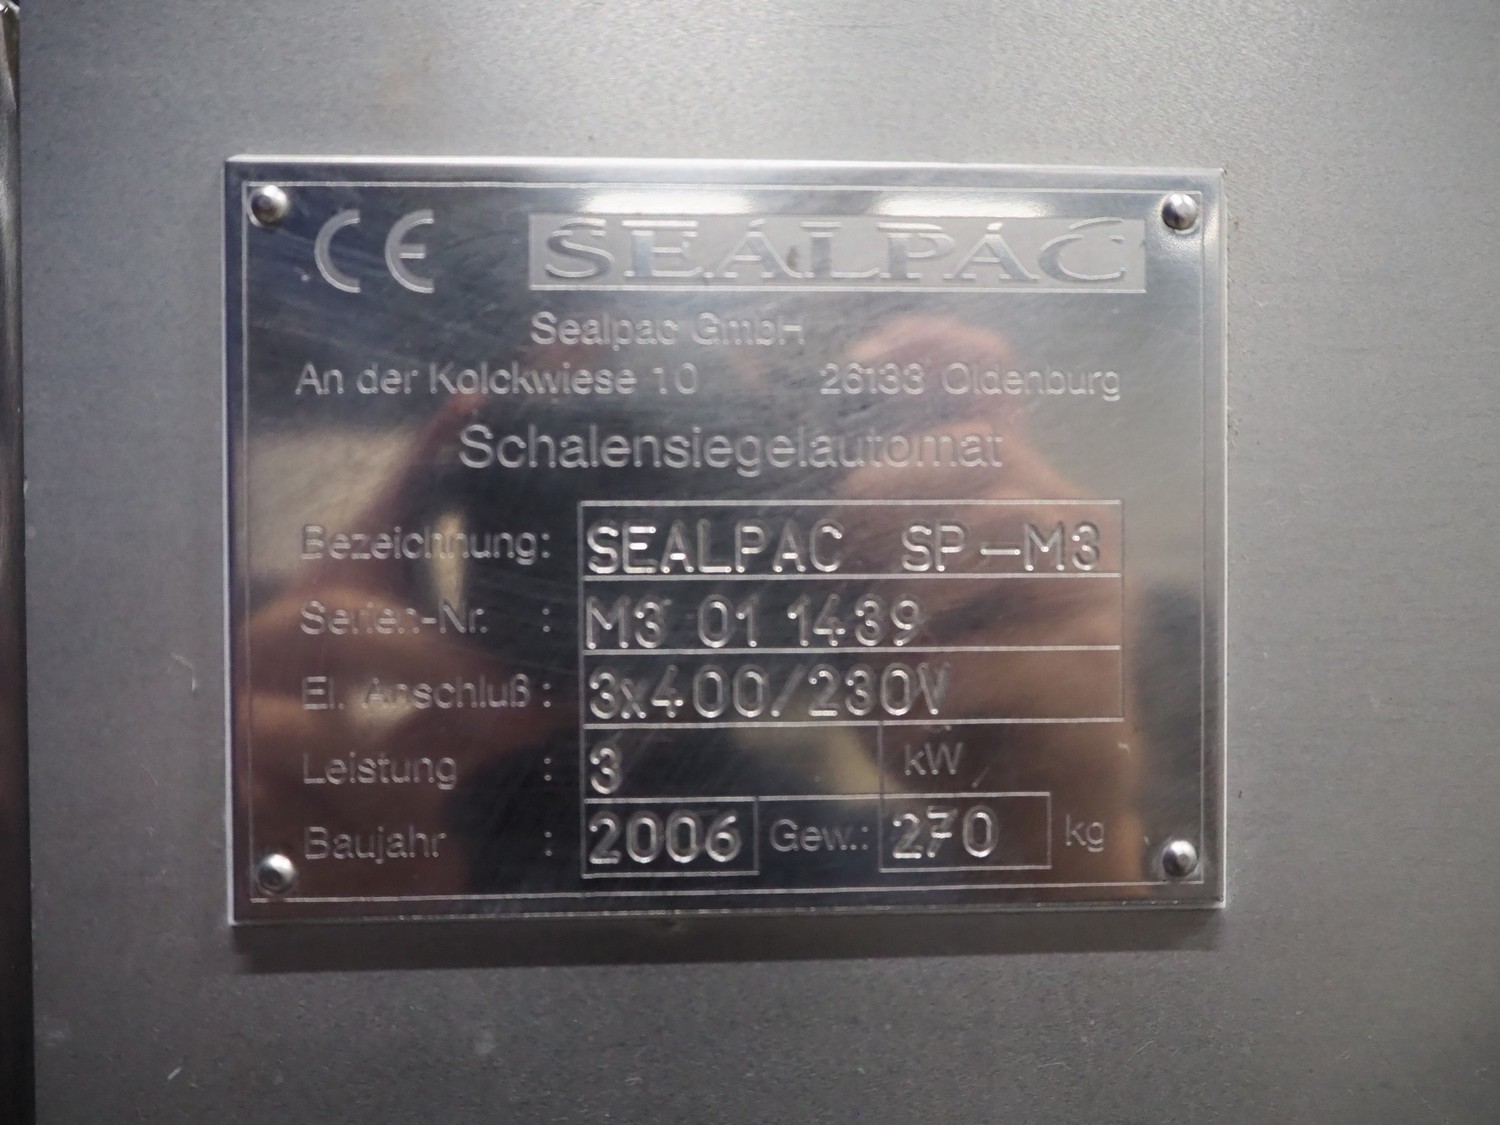 CE SEALPAC
Sealpac GmbH
An der Kolckwiese 10 26133 Oldenburg
Schalensiegelautomat
Bezeichnung: SEALPAC SP-M3
Serien-Nr. : M3 01 1439
El. Anschluß: 3x400/230V
Leistung : 3 kW
Baujahr : 2006 Gew.: 270 kg